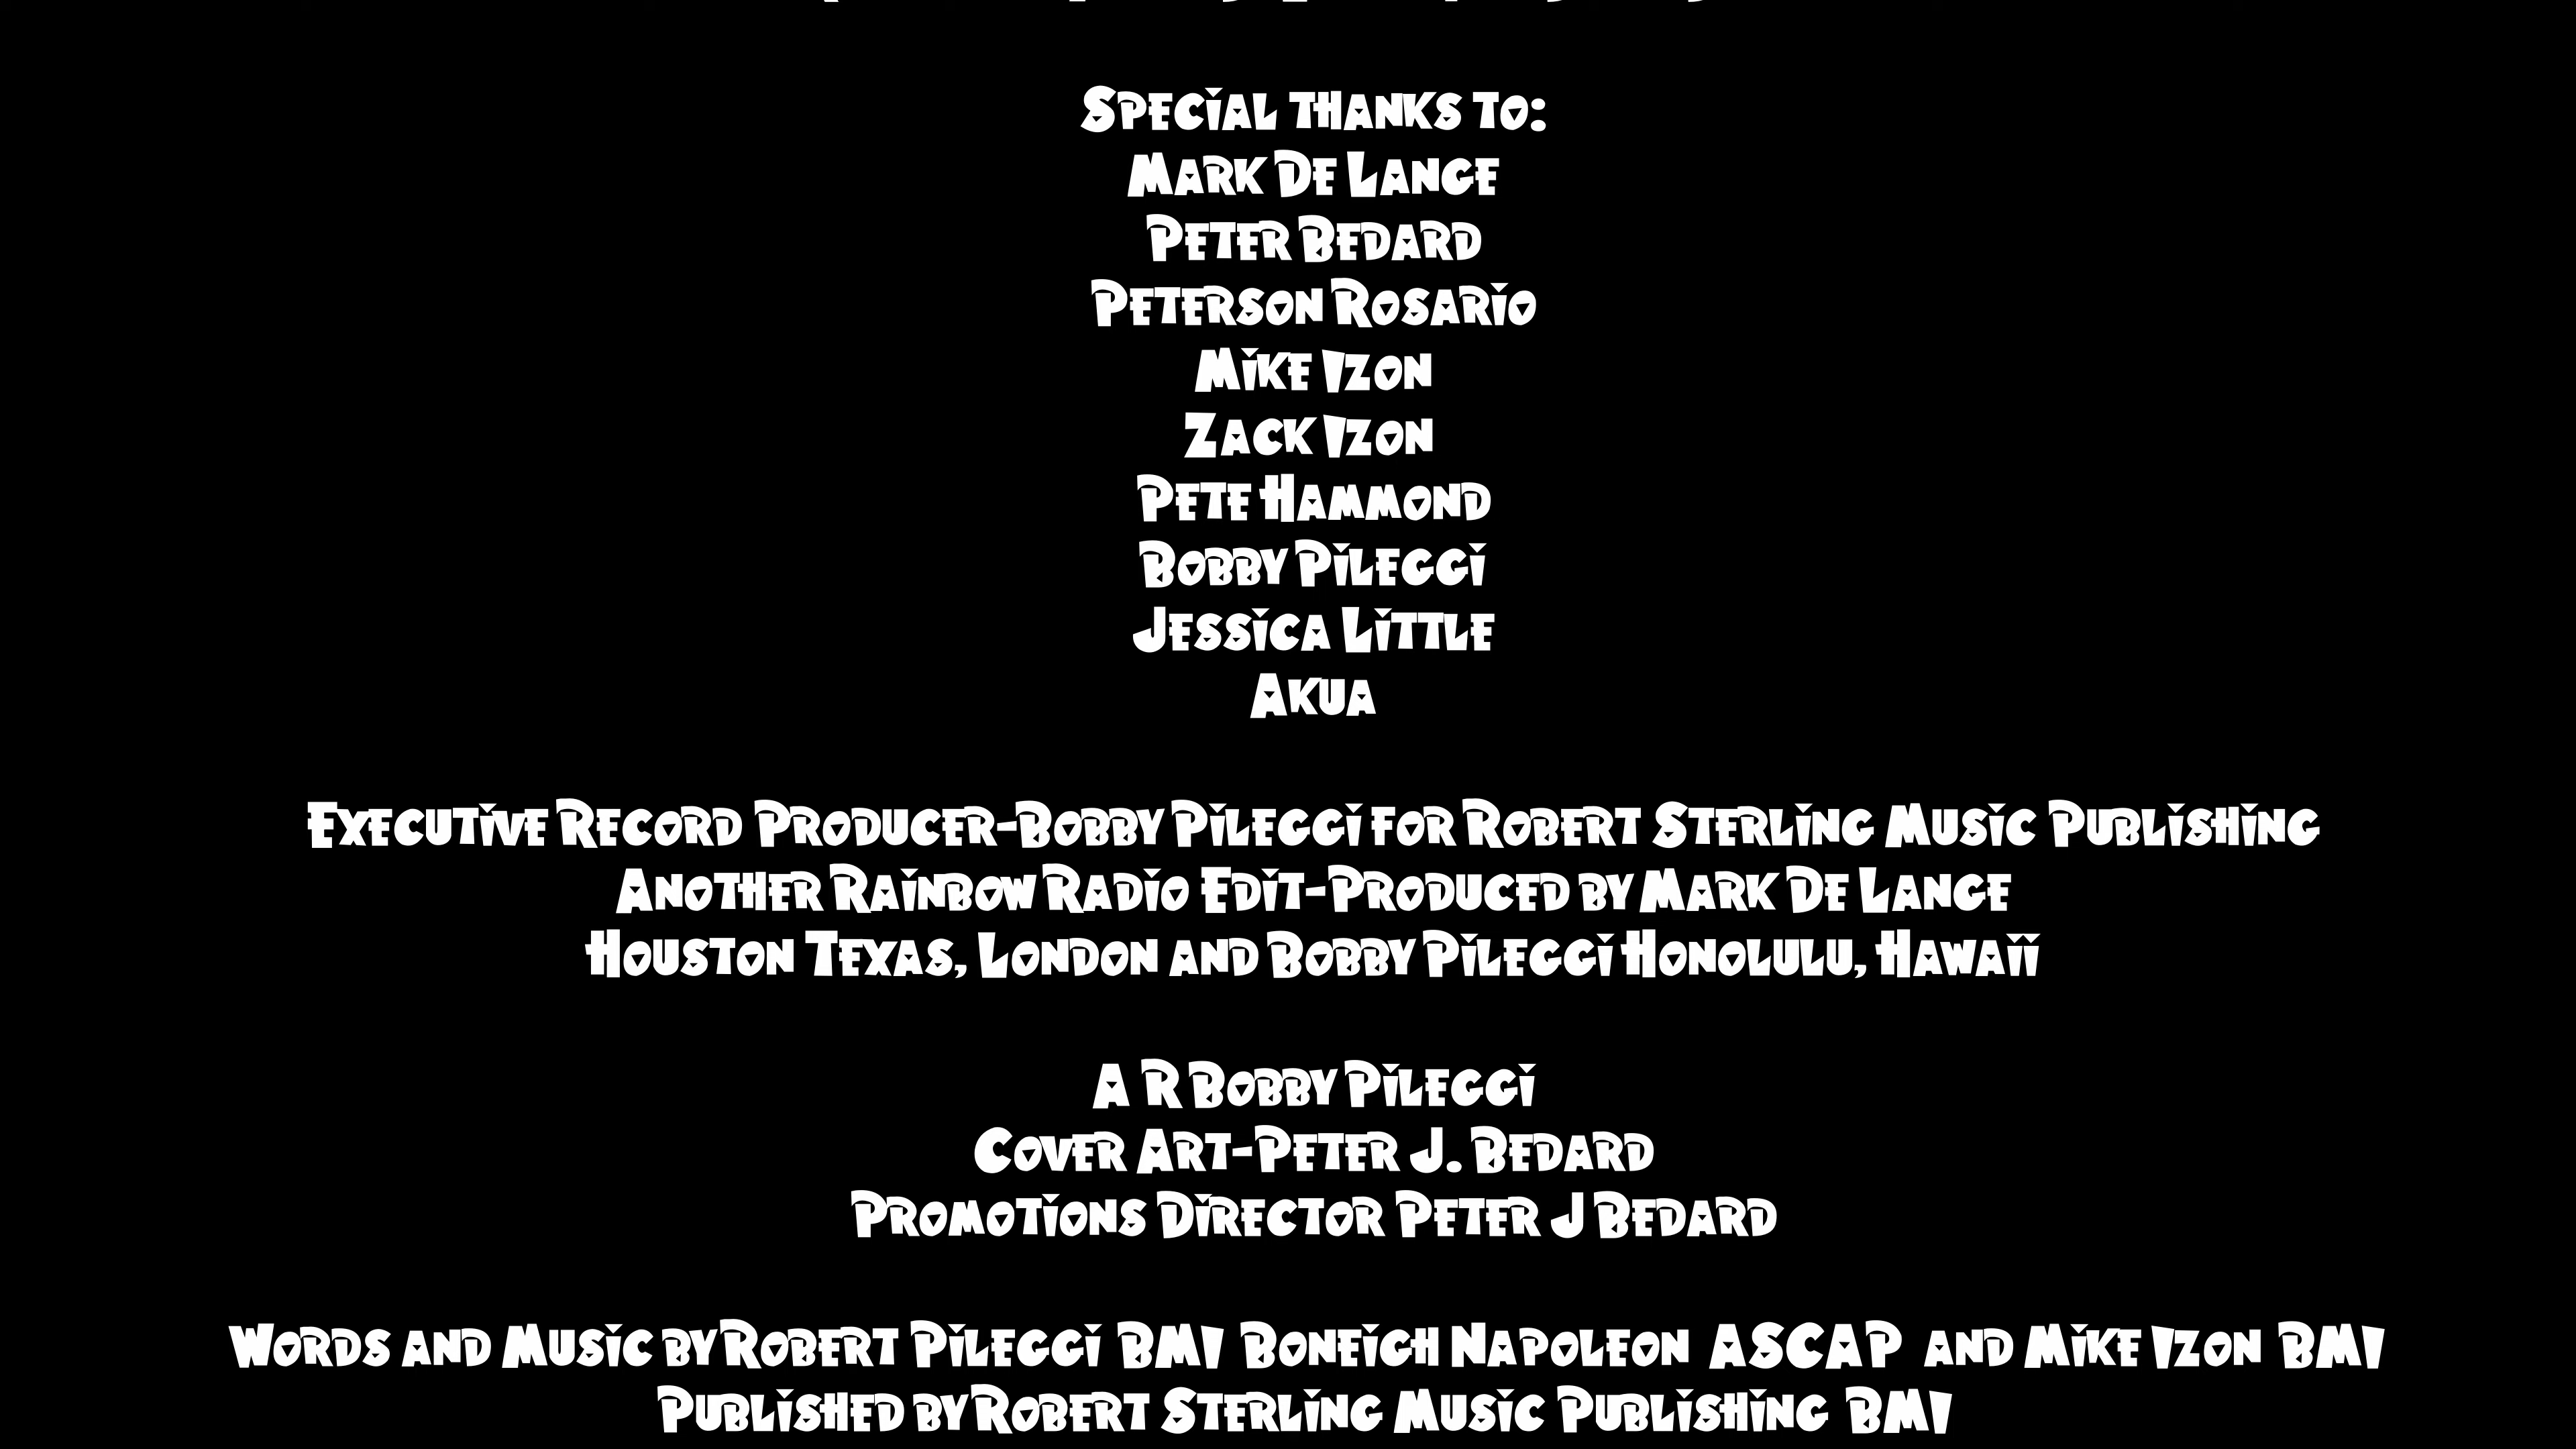 Special thanks to:
Mark De Lange
Peter Bedard
Peterson Rosario
Mike Izon
Zack Izon
Pete Hammond
Bobby Pileggi
Jessica Little
Akua
Executive Record Producer-Bobby Pileggi for Robert Sterling Music Publishing
Another Rainbow Radio Edit-Produced by Mark De Lange
Houston Texas, London and Bobby Pileggi Honolulu, Hawaii
A R Bobby Pileggi
Cover Art-Peter J. Bedard
Promotions Director Peter J Bedard
Words and Music by Robert Pileggi BMI Boneigh Napoleon ASCAP and Mike Izon BMI
Published by Robert Sterling Music Publishing BMI